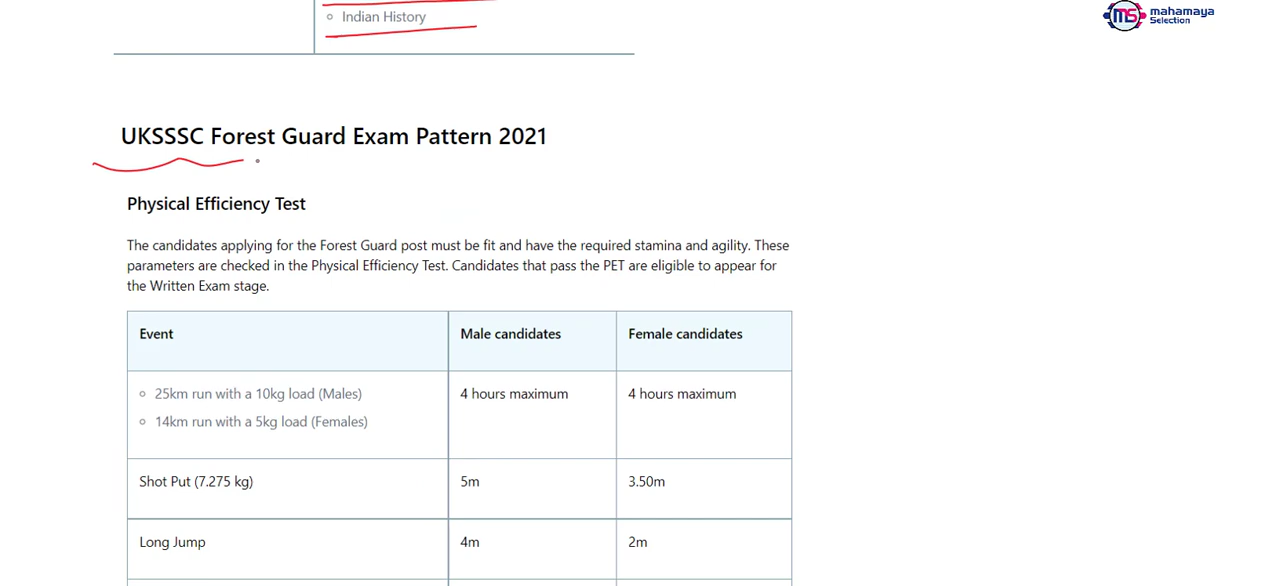 Indian History
mahamaya
Selection
MS
UKSSSC Forest Guard Exam Pattern 2021
Physical Efficiency Test
The candidates applying for the Forest Guard post must be fit and have the required stamina and agility. These
parameters are checked in the Physical Efficiency Test. Candidates that pass the PET are eligible to appear for
the Written Exam stage.
Event Male candidates Female candidates
25km run with a 10kg load (Males) 4 hours maximum 4 hours maximum
14km run with a 5kg load (Females)
Shot Put (7.275 kg) 5m 3.50m
Long Jump 4m 2m